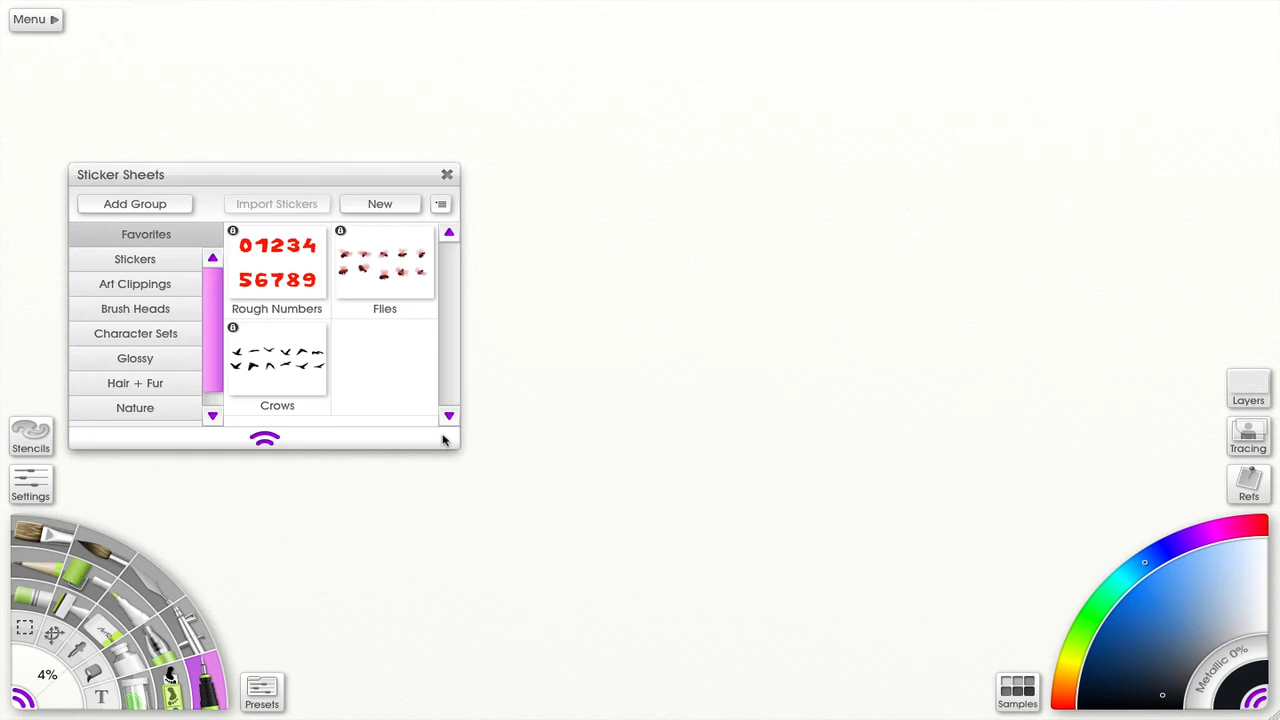 Menu
Sticker Sheets
Add Group
Import Stickers
New
Favorites
Stickers
Art Clippings
Brush Heads
Character Sets
Glossy
Hair + Fur
Nature
01234
56789
Rough Numbers
Flies
Crows
Stencils
Settings
4%
T
Presets
Layers
Tracing
Refs
Samples
Metallic 0%